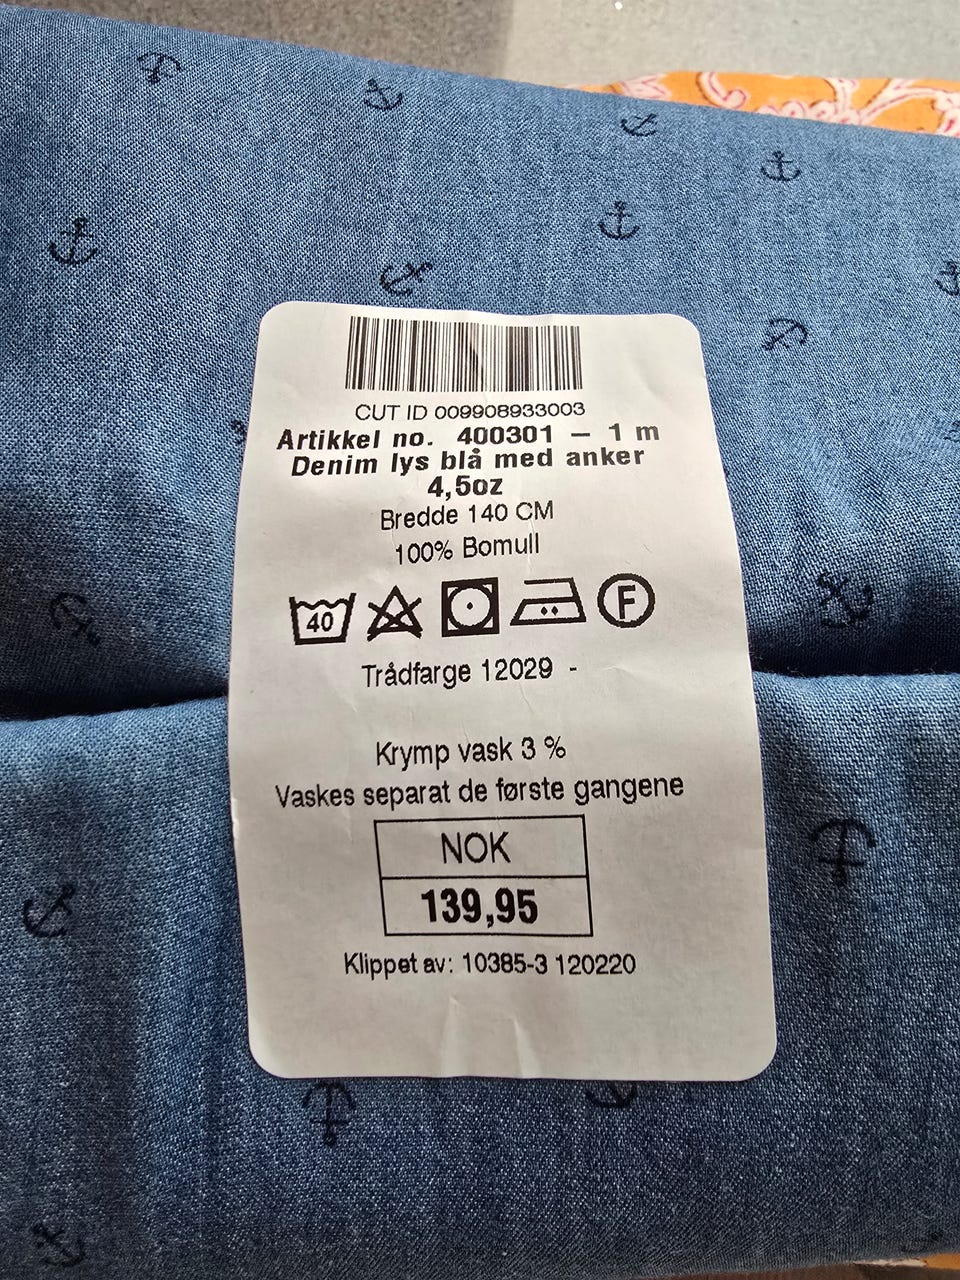 CUT ID 009908933003
Artikkel no. 400301 – 1 m
Denim lys blå med anker
4,5oz
Bredde 140 CM
100% Bomull
40 F
Trådfarge 12029 -
Krymp vask 3 %
Vaskes separat de første gangene
NOK
139,95
Klippet av: 10385-3 120220